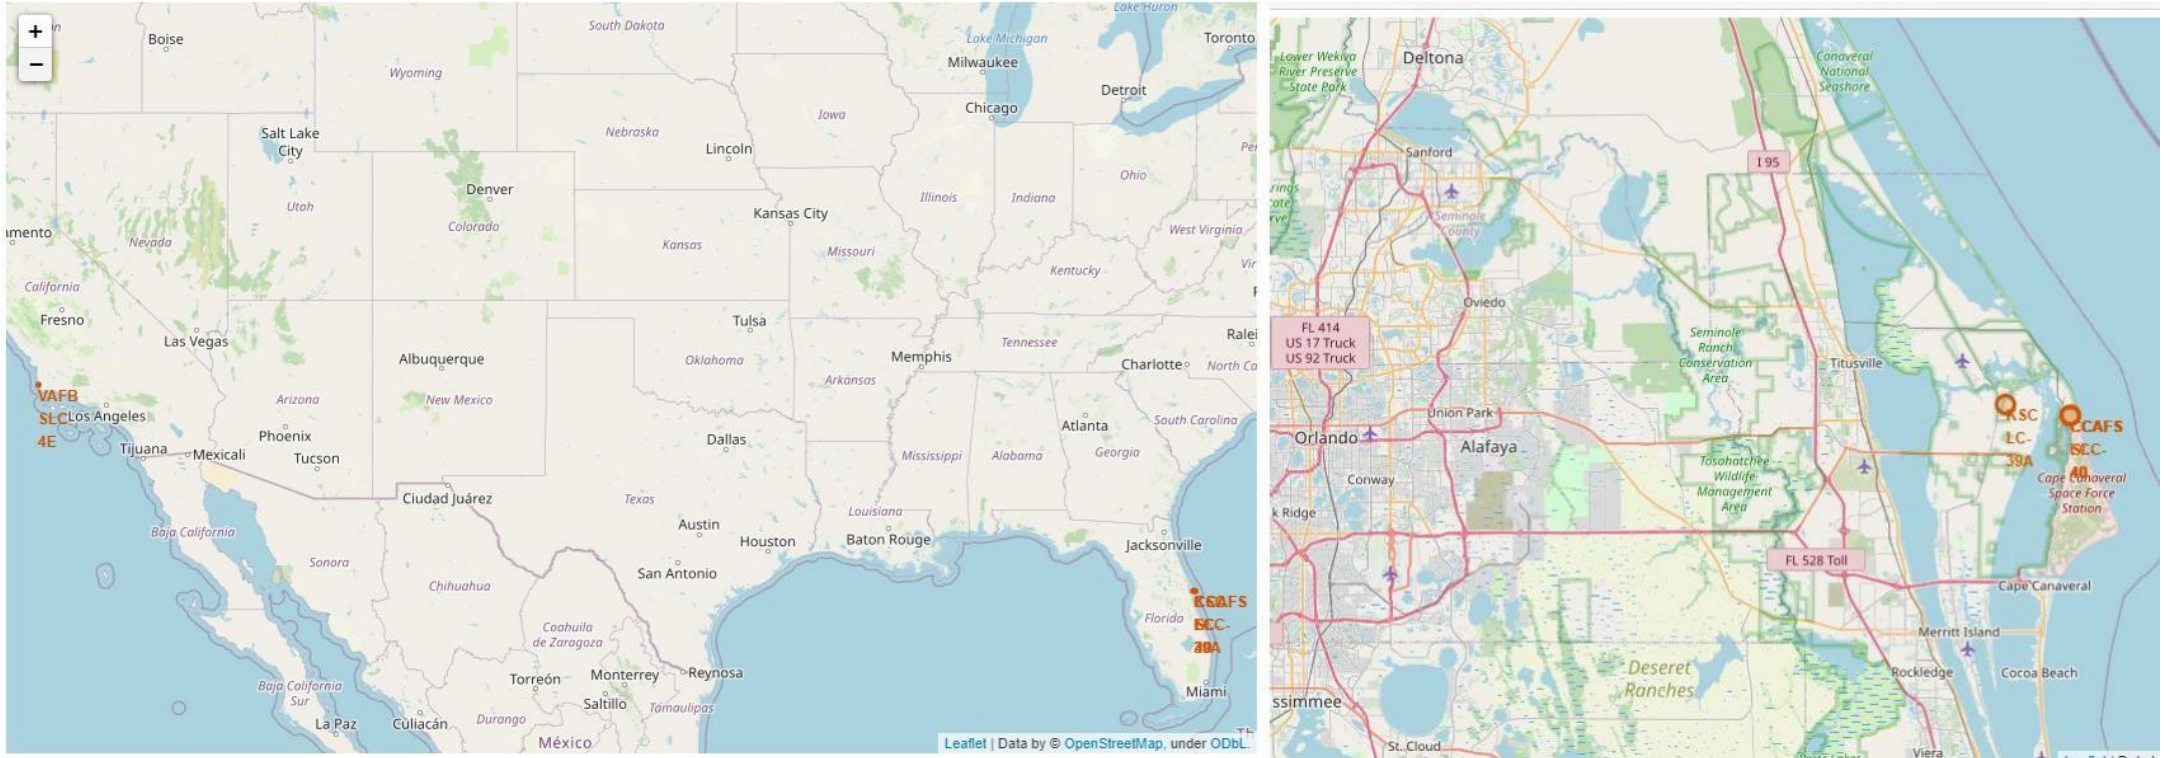 +
−
Boise
South Dakota
Lake Huron
Lake Michigan
Toronto
Wyoming
Milwaukee
Detroit
Chicago
Iowa
Salt Lake
City
Nebraska
Lincoln
Ohio
Denver
Illinois
Indiana
Utah
Kansas City
Colorado
West Virginia
amento
Nevada
Kansas
Missouri
Kentucky
California
Fresno
Tulsa
Las Vegas
Tennessee
Albuquerque
Oklahoma
Memphis
Charlotte
North Ca
Arkansas
VAFB
SLC-
4E
Los Angeles
Arizona
New Mexico
South Carolina
Atlanta
Phoenix
Dallas
Tijuana
Mexicali
Tucson
Mississippi
Alabama
Georgia
Ciudad Juárez
Texas
Louisiana
Austin
Baja California
Houston
Baton Rouge
Jacksonville
Sonora
San Antonio
Chihuahua
CCAFS
Florida
Coahuila
de Zaragoza
Reynosa
Torreón
Monterrey
Baja California
Sur
Saltillo
Miami
Tamaulipas
La Paz
Culiacán
Durango
México
Leaflet | Data by © OpenStreetMap, under ODbL.
Lower Wekiva
River Preserve
State Park
Deltona
Canaveral
National
Seashore
Sanford
I 95
Seminole
County
Oviedo
FL 414
US 17 Truck
US 92 Truck
Seminole
Ranch
Conservation
Area
Titusville
KSC
LC-
39A
CCAFS
40
Union Park
Orlando
Alafaya
Tosohatchee
Wildlife
Management
Area
Conway
Cape Canaveral
Space Force
Station
k Ridge
FL 528 Toll
Cape Canaveral
Merritt Island
Deseret
Ranches
Rockledge
Cocoa Beach
ssimmee
St. Cloud
Viera